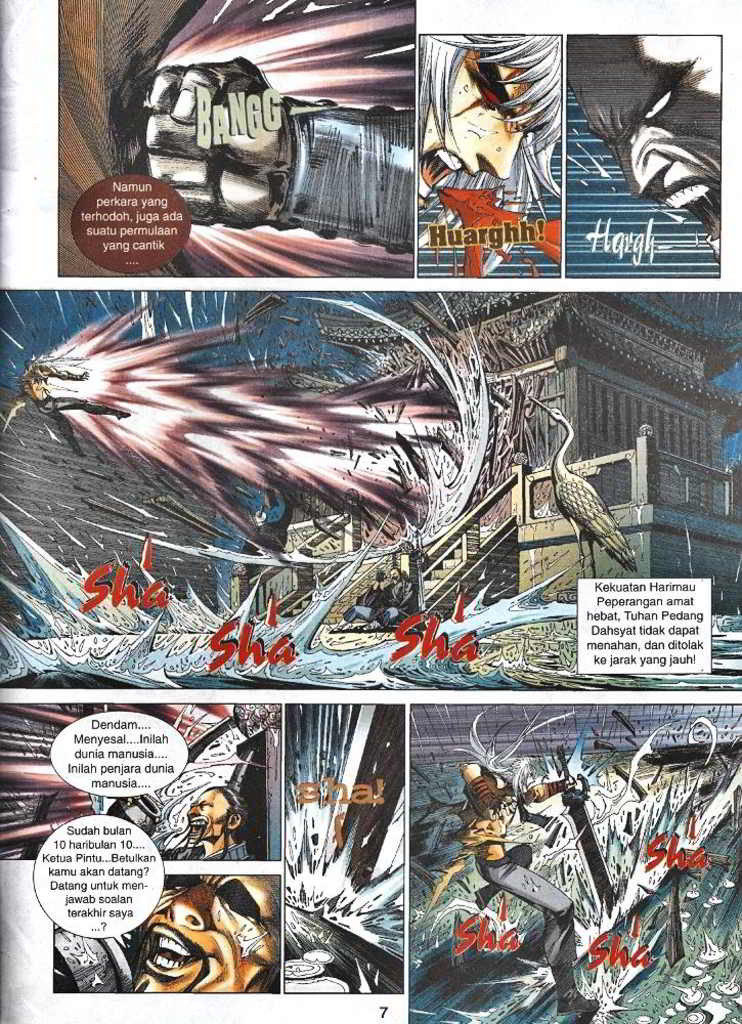 BANGG
Namun
perkara yang
terhodoh, juga ada
suatu permulaan
yang cantik
....
Huarghh!
Hargh
Sha
Sha
Sha
Kekuatan Harimau
Peperangan amat
hebat, Tuhan Pedang
Dahsyat tidak dapat
menahan, dan ditolak
ke jarak yang jauh!
Dendam....
Menyesal....Inilah
dunia manusia....
Inilah penjara dunia
manusia....
Sudah bulan
10 haribulan 10....
Ketua Pintu...Betulkan
kamu akan datang?
Datang untuk men-
jawab soalan
terakhir saya
...?
sha!
Sha
Sha
Sha
7